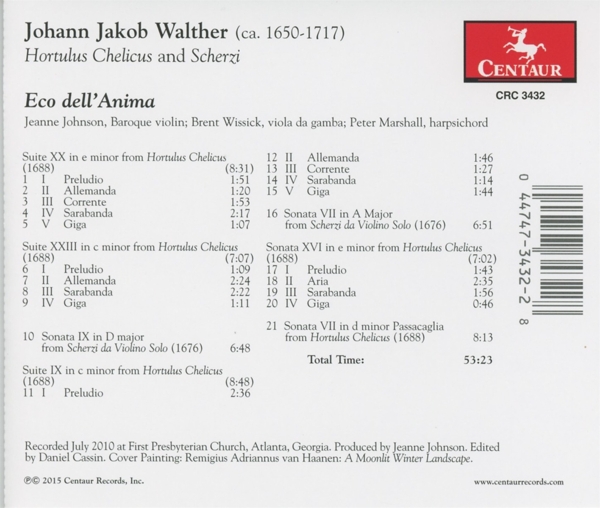 Johann Jakob Walther (ca. 1650-1717)
Hortulus Chelicus and Scherzi
CENTAUR
CRC 3432
Eco dell'Anima
Jeanne Johnson, Baroque violin; Brent Wissick, viola da gamba; Peter Marshall, harpsichord
Suite XX in e minor from Hortulus Chelicus
(1688) (8:31)
1 I Preludio 1:51
2 II Allemanda 1:20
3 III Corrente 1:53
4 IV Sarabanda 2:17
5 V Giga 1:07
Suite XXIII in c minor from Hortulus Chelicus
(1688) (7:07)
6 I Preludio 1:09
7 II Allemanda 2:24
8 III Sarabanda 2:22
9 IV Giga 1:11
10 Sonata IX in D major
from Scherzi da Violino Solo (1676) 6:48
Suite IX in c minor from Hortulus Chelicus
(1688) (8:48)
11 I Preludio 2:36
12 II Allemanda 1:46
13 III Corrente 1:27
14 IV Sarabanda 1:14
15 V Giga 1:44
16 Sonata VII in A Major
from Scherzi da Violino Solo (1676) 6:51
Sonata XVI in e minor from Hortulus Chelicus
(1688) (7:02)
17 I Preludio 1:43
18 II Aria 2:35
19 III Sarabanda 1:56
20 IV Giga 0:46
21 Sonata VII in d minor Passacaglia
from Hortulus Chelicus (1688) 8:13
Total Time: 53:23
0 44747-3432-2 8
Recorded July 2010 at First Presbyterian Church, Atlanta, Georgia. Produced by Jeanne Johnson. Edited
by Daniel Cassin. Cover Painting: Remigius Adriannus van Haanen: A Moonlit Winter Landscape.
℗© 2015 Centaur Records, Inc.
www.centaurrecords.com